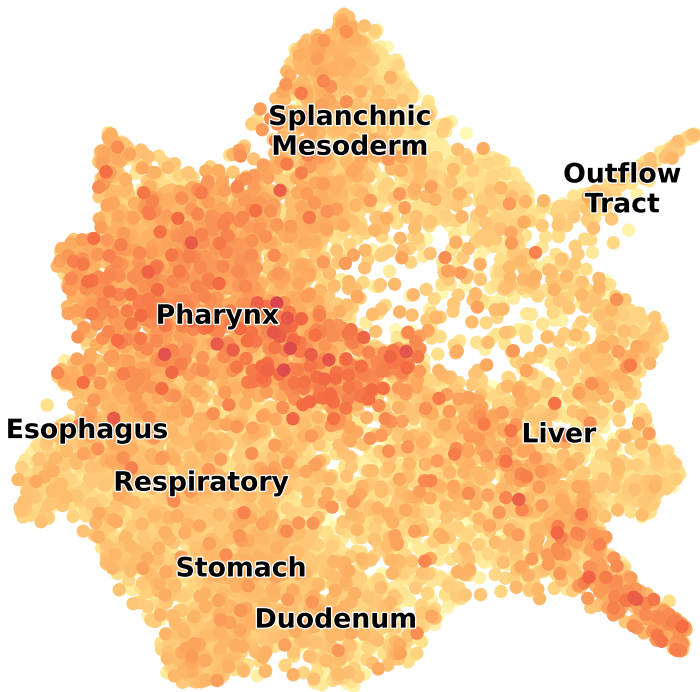 Splanchnic
Mesoderm
Outflow
Tract
Pharynx
Esophagus
Liver
Respiratory
Stomach
Duodenum